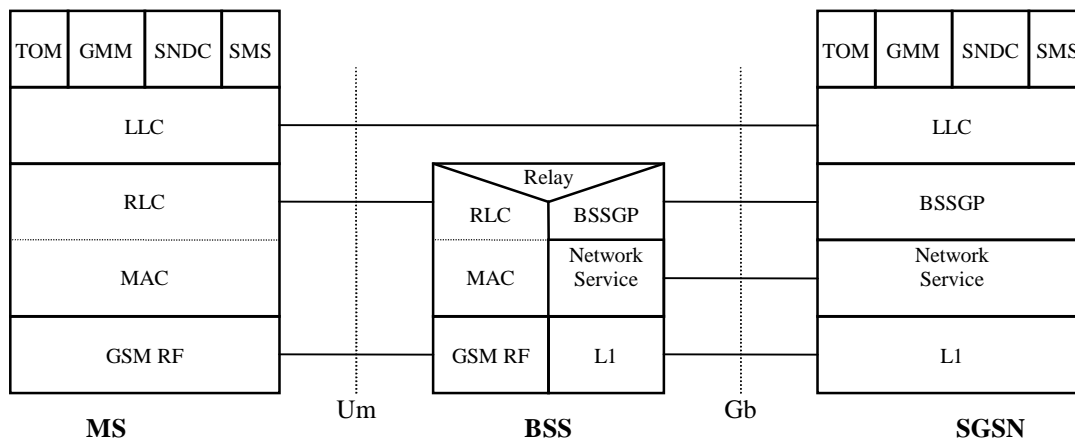 TOM GMM SNDC SMS
TOM GMM SNDC SMS
LLC
LLC
Relay
RLC
RLC
BSSGP
BSSGP
MAC
MAC
Network
Service
Network
Service
GSM RF
GSM RF
L1
L1
Um
Gb
MS
BSS
SGSN